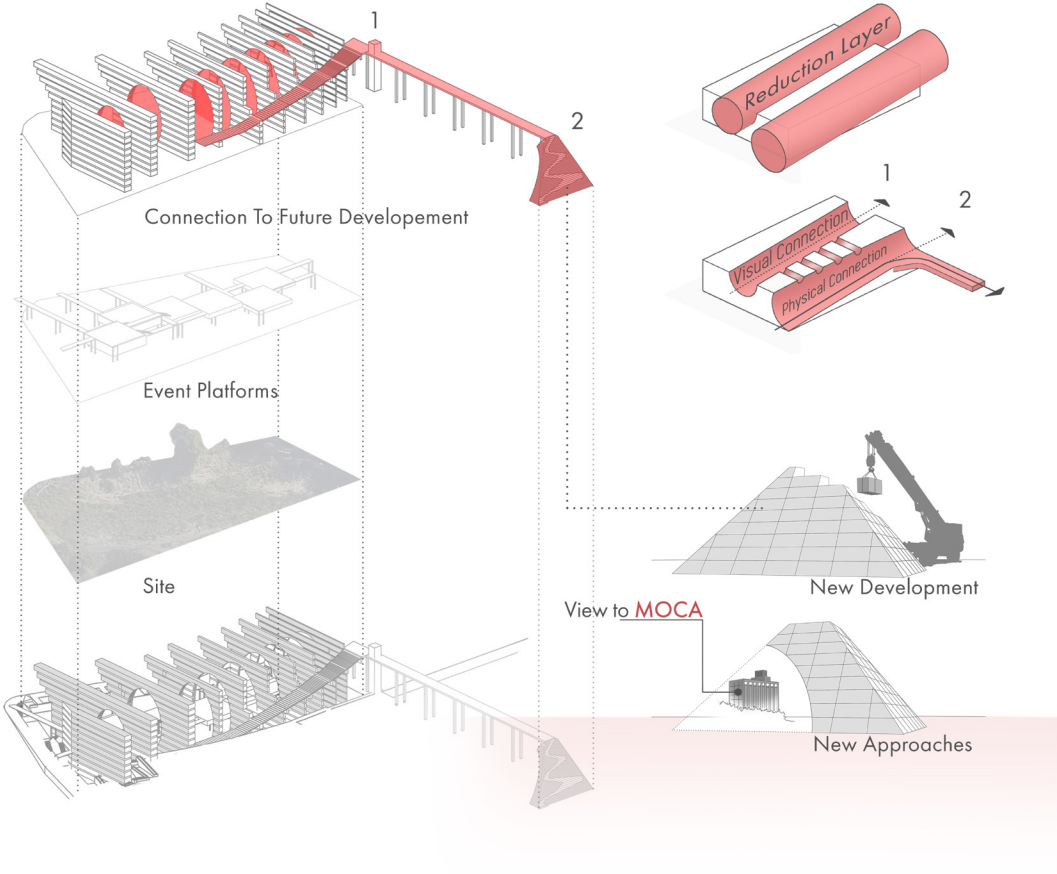 1
2
Connection To Future Developement
Event Platforms
Site
Reduction Layer
1
2
Visual Connection
Physical Connection
New Development
View to MOCA
New Approaches